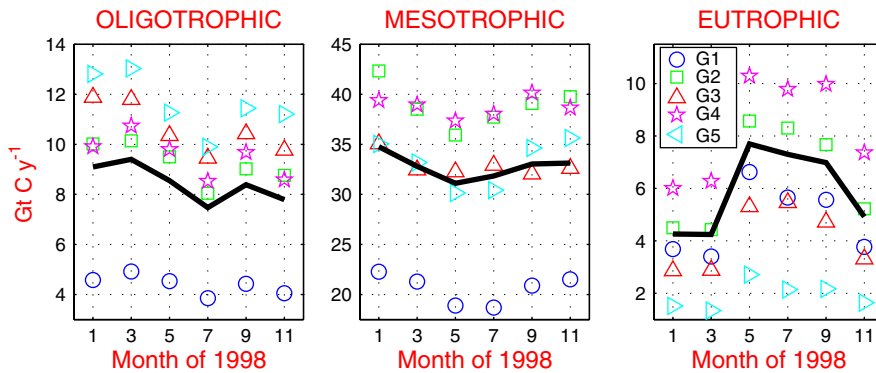 OLIGOTROPHIC
MESOTROPHIC
EUTROPHIC
Gt C y⁻¹
14
12
10
8
6
4
1 3 5 7 9 11
Month of 1998
45
40
35
30
25
20
1 3 5 7 9 11
Month of 1998
10
8
6
4
2
G1
G2
G3
G4
G5
1 3 5 7 9 11
Month of 1998